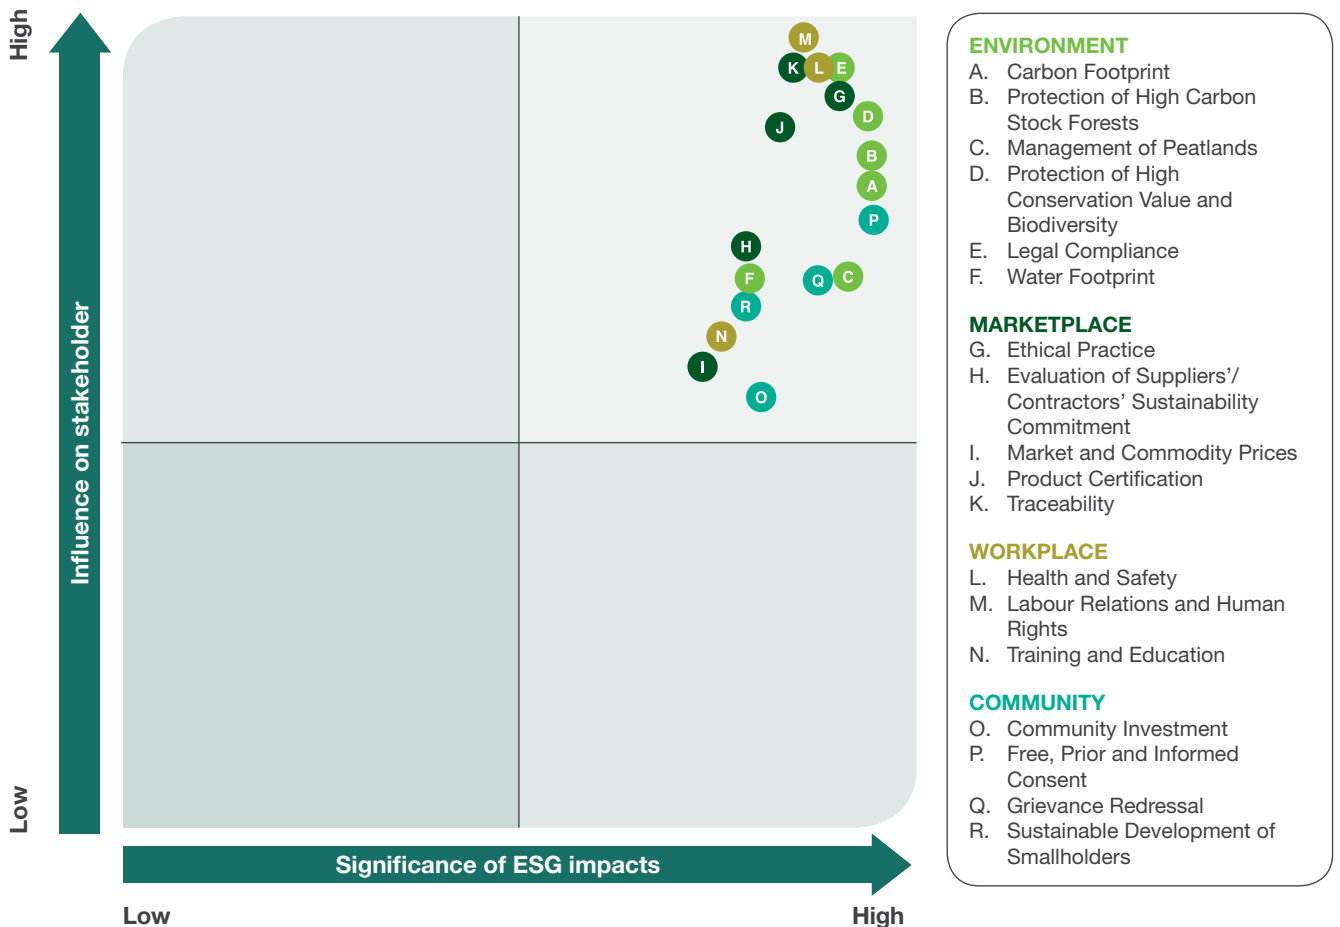 High
Influence on stakeholder
Low
M
K
L
E
G
D
J
B
A
P
H
F
Q
C
R
N
I
O
Significance of ESG impacts
Low
High
ENVIRONMENT
A. Carbon Footprint
B. Protection of High Carbon
Stock Forests
C. Management of Peatlands
D. Protection of High
Conservation Value and
Biodiversity
E. Legal Compliance
F. Water Footprint
MARKETPLACE
G. Ethical Practice
H. Evaluation of Suppliers’/
Contractors’ Sustainability
Commitment
I. Market and Commodity Prices
J. Product Certification
K. Traceability
WORKPLACE
L. Health and Safety
M. Labour Relations and Human
Rights
N. Training and Education
COMMUNITY
O. Community Investment
P. Free, Prior and Informed
Consent
Q. Grievance Redressal
R. Sustainable Development of
Smallholders